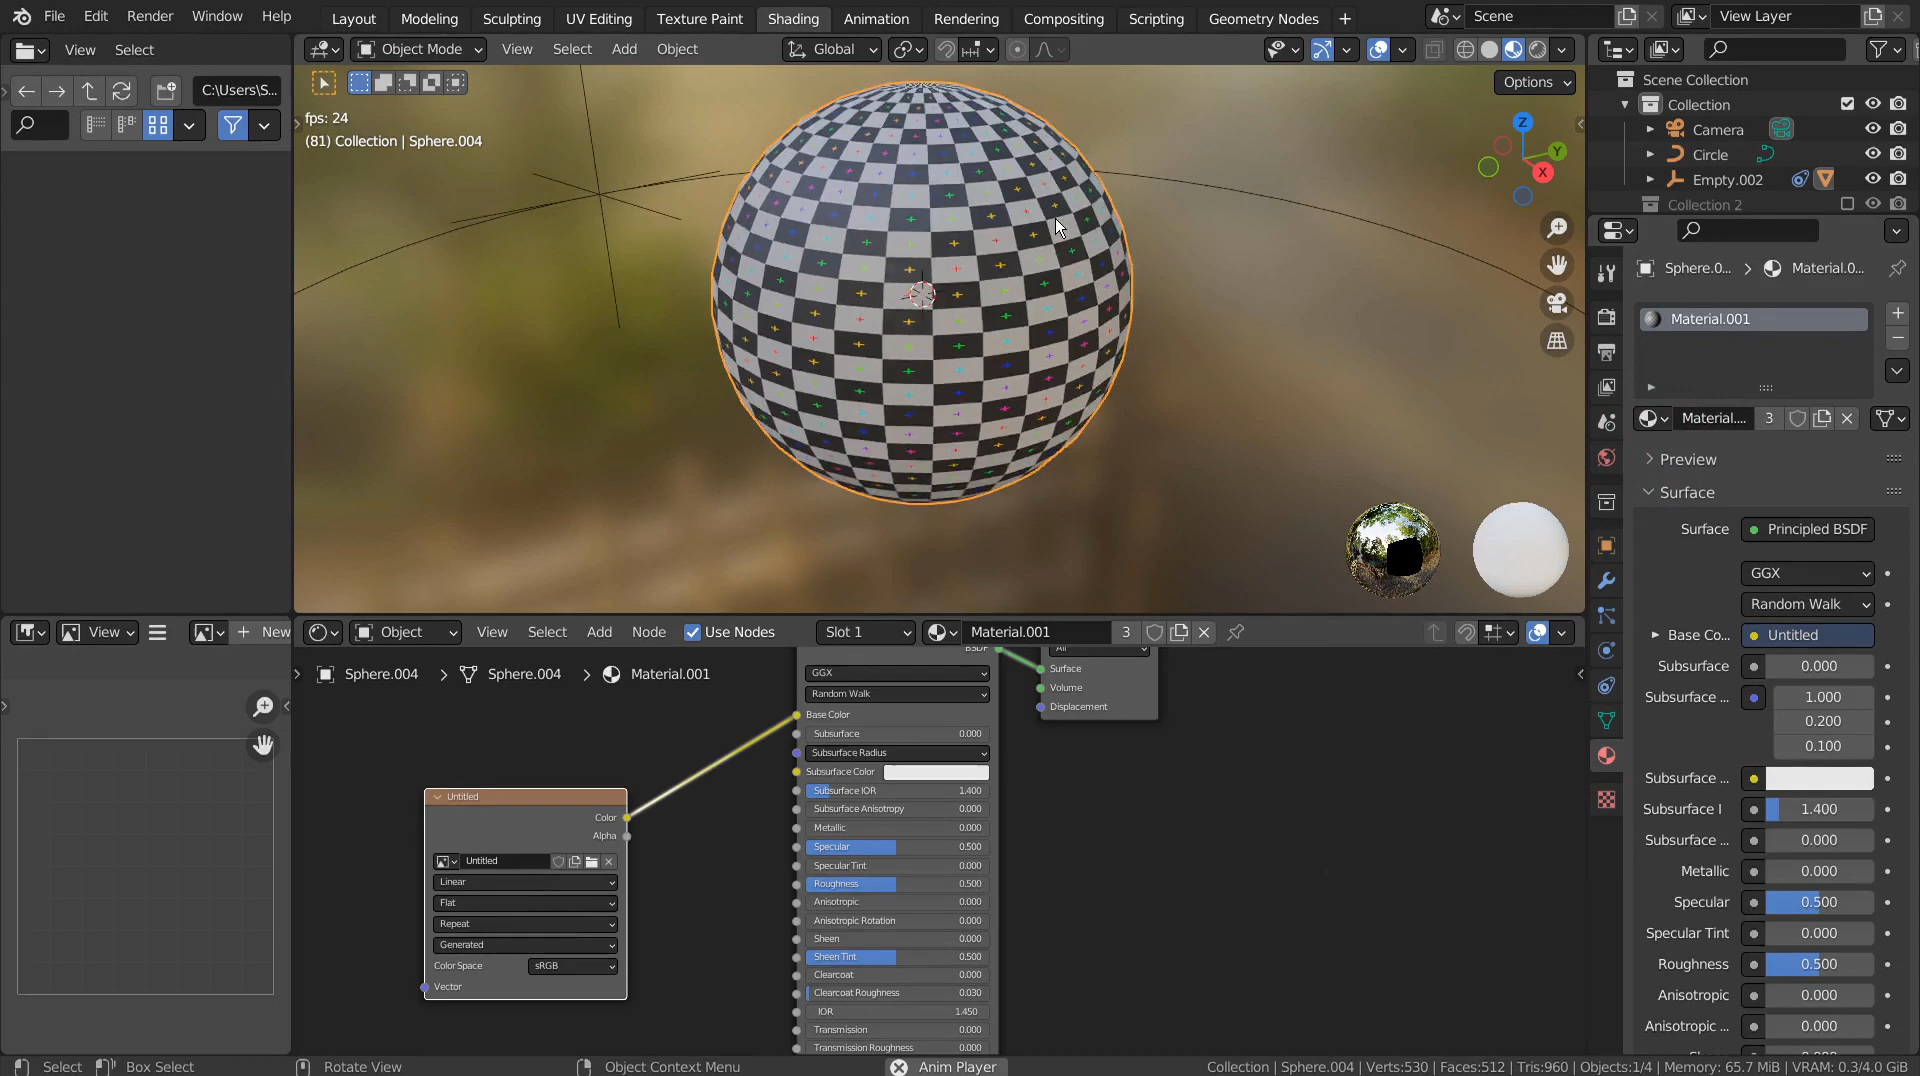 File Edit Render Window Help Layout Modeling Sculpting UV Editing Texture Paint Shading Animation Rendering Compositing Scripting Geometry Nodes + Scene View Layer
View Select
Object Mode View Select Add Object Global
Options
C:\Users\S...
fps: 24
(81) Collection | Sphere.004
Z
Y
X
Scene Collection
Collection
Camera
Circle
Empty.002
Collection 2
Sphere.0... > Material.0...
Material.001
Material.... 3
Preview
Surface
Surface Principled BSDF
GGX
Random Walk
Base Co... Untitled
Subsurface 0.000
Subsurface ... 1.000
0.200
0.100
Subsurface ...
Subsurface I 1.400
Subsurface ... 0.000
Metallic 0.000
Specular 0.500
Specular Tint 0.000
Roughness 0.500
Anisotropic 0.000
Anisotropic ... 0.000
View + New
Object View Select Add Node Use Nodes Slot 1 Material.001 3
Sphere.004 > Sphere.004 > Material.001
BSDF
GGX
Random Walk
Base Color
Subsurface 0.000
Subsurface Radius
Subsurface Color
Subsurface IOR 1.400
Subsurface Anisotropy 0.000
Metallic 0.000
Specular 0.500
Specular Tint 0.000
Roughness 0.500
Anisotropic 0.000
Anisotropic Rotation 0.000
Sheen 0.000
Sheen Tint 0.500
Clearcoat 0.000
Clearcoat Roughness 0.030
IOR 1.450
Transmission 0.000
Transmission Roughness 0.000
All
Surface
Volume
Displacement
Untitled
Color
Alpha
Untitled
Linear
Flat
Repeat
Generated
Color Space sRGB
Vector
Select Box Select Rotate View Object Context Menu Anim Player Collection | Sphere.004 | Verts:530 | Faces:512 | Tris:960 | Objects:1/4 | Memory: 65.7 MiB | VRAM: 0.3/4.0 GiB